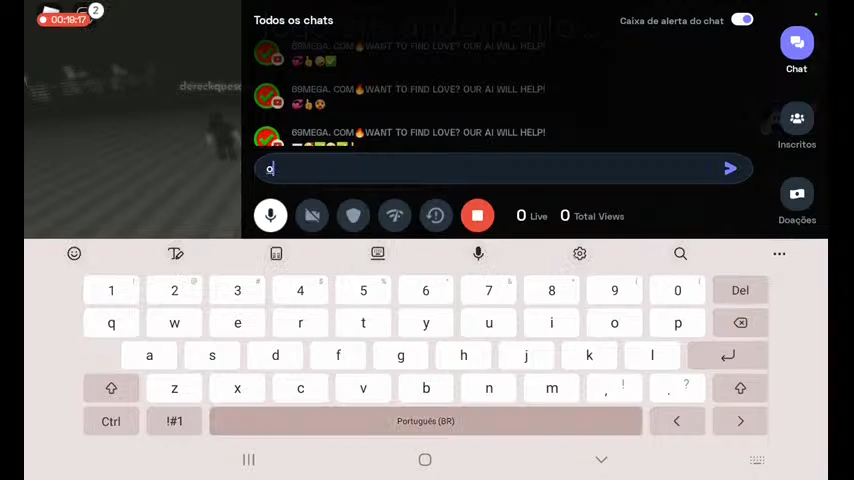 00:19:17
2
Todos os chats
Caixa de alerta do chat
69MEGA. COM🔥WANT TO FIND LOVE? OUR AI WILL HELP!
69MEGA. COM🔥WANT TO FIND LOVE? OUR AI WILL HELP!
69MEGA. COM🔥WANT TO FIND LOVE? OUR AI WILL HELP!
Chat
Inscritos
Doações
o
0 Live 0 Total Views
1 2 3 4 5 6 7 8 9 0 Del
q w e r t y u i o p
a s d f g h j k l
z x c v b n m , ! . ?
Ctrl !#1 Português (BR) < >